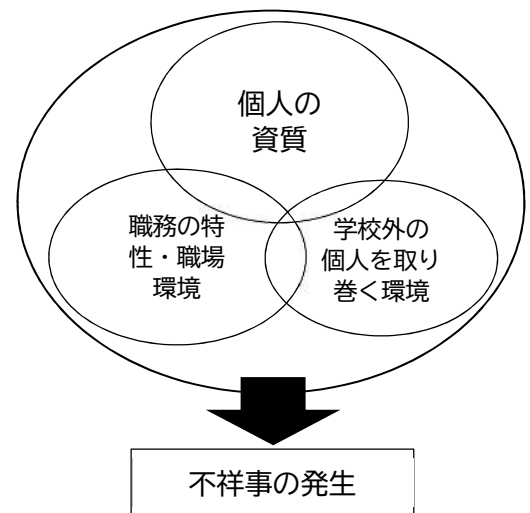 個人の
資質
職務の特
性・職場
環境
学校外の
個人を取り
巻く環境
不祥事の発生